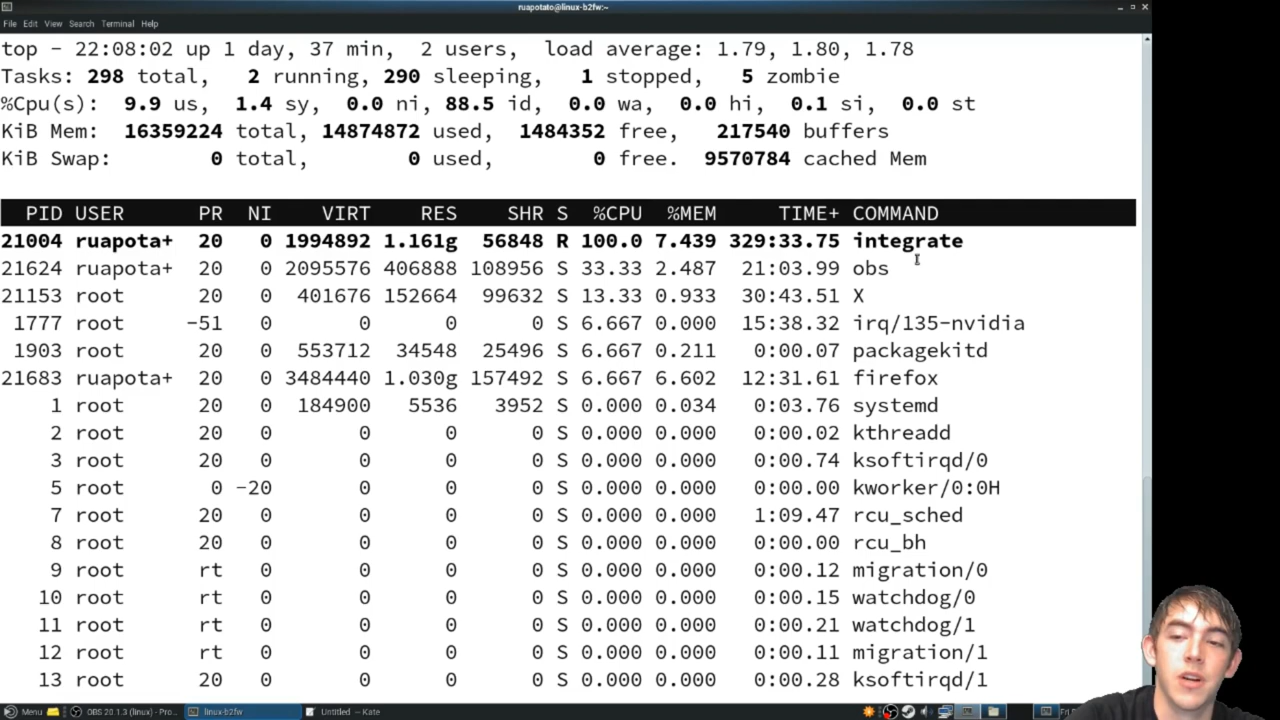 ruapotato@linux-b2fw:~
File Edit View Search Terminal Help
top - 22:08:02 up 1 day, 37 min, 2 users, load average: 1.79, 1.80, 1.78
Tasks: 298 total, 2 running, 290 sleeping, 1 stopped, 5 zombie
%Cpu(s): 9.9 us, 1.4 sy, 0.0 ni, 88.5 id, 0.0 wa, 0.0 hi, 0.1 si, 0.0 st
KiB Mem: 16359224 total, 14874872 used, 1484352 free, 217540 buffers
KiB Swap: 0 total, 0 used, 0 free. 9570784 cached Mem
PID USER PR NI VIRT RES SHR S %CPU %MEM TIME+ COMMAND
21004 ruapota+ 20 0 1994892 1.161g 56848 R 100.0 7.439 329:33.75 integrate
21624 ruapota+ 20 0 2095576 406888 108956 S 33.33 2.487 21:03.99 obs
21153 root 20 0 401676 152664 99632 S 13.33 0.933 30:43.51 X
1777 root -51 0 0 0 0 S 6.667 0.000 15:38.32 irq/135-nvidia
1903 root 20 0 553712 34548 25496 S 6.667 0.211 0:00.07 packagekitd
21683 ruapota+ 20 0 3484440 1.030g 157492 S 6.667 6.602 12:31.61 firefox
1 root 20 0 184900 5536 3952 S 0.000 0.034 0:03.76 systemd
2 root 20 0 0 0 0 S 0.000 0.000 0:00.02 kthreadd
3 root 20 0 0 0 0 S 0.000 0.000 0:00.74 ksoftirqd/0
5 root 0 -20 0 0 0 S 0.000 0.000 0:00.00 kworker/0:0H
7 root 20 0 0 0 0 S 0.000 0.000 1:09.47 rcu_sched
8 root 20 0 0 0 0 S 0.000 0.000 0:00.00 rcu_bh
9 root rt 0 0 0 0 S 0.000 0.000 0:00.12 migration/0
10 root rt 0 0 0 0 S 0.000 0.000 0:00.15 watchdog/0
11 root rt 0 0 0 0 S 0.000 0.000 0:00.21 watchdog/1
12 root rt 0 0 0 0 S 0.000 0.000 0:00.11 migration/1
13 root 20 0 0 0 0 S 0.000 0.000 0:00.28 ksoftirqd/1
Menu OBS 20.1.3 (linux) - Pro... linux-b2fw Untitled — Kate